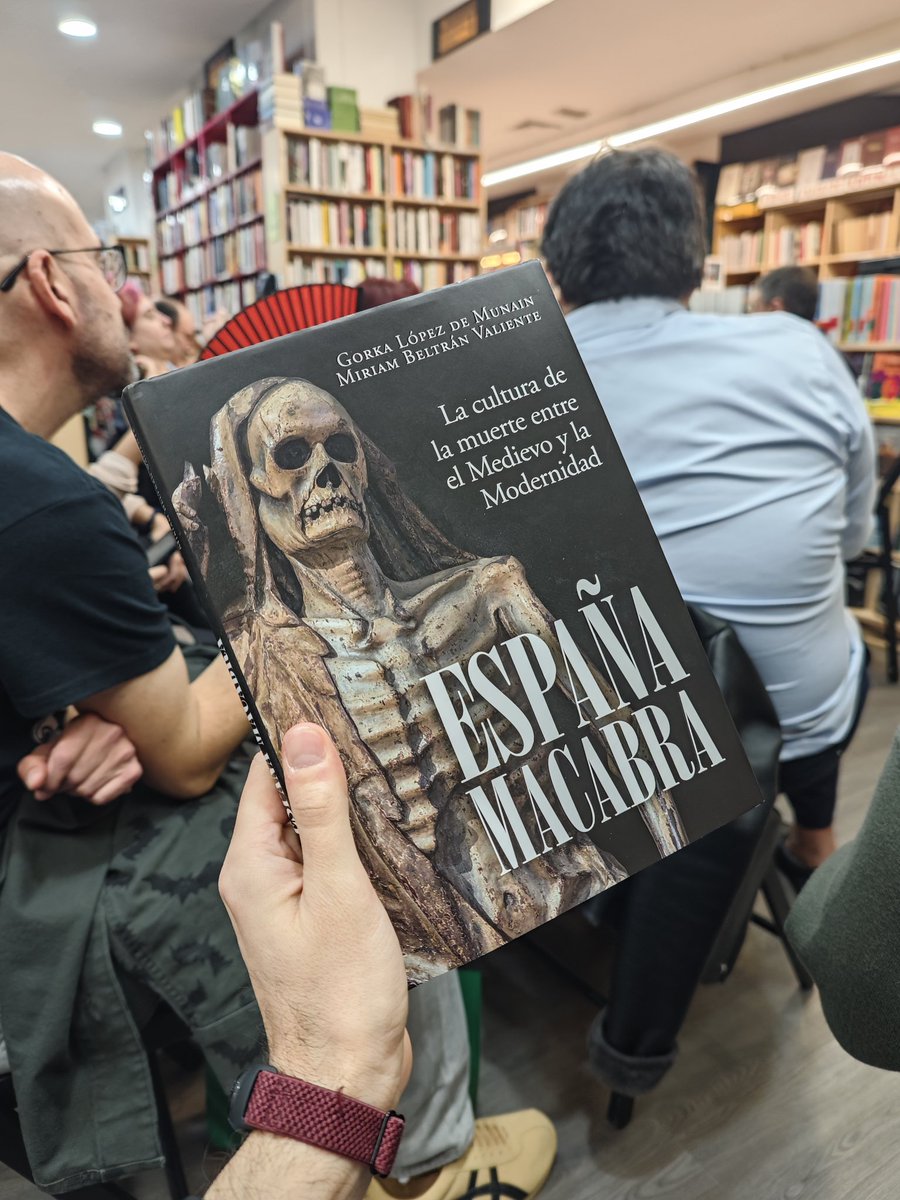 Gorka López de Munain
Miriam Beltrán Valiente
La cultura de
la muerte entre
el Medievo y la
Modernidad
ESPAÑA
MACABRA